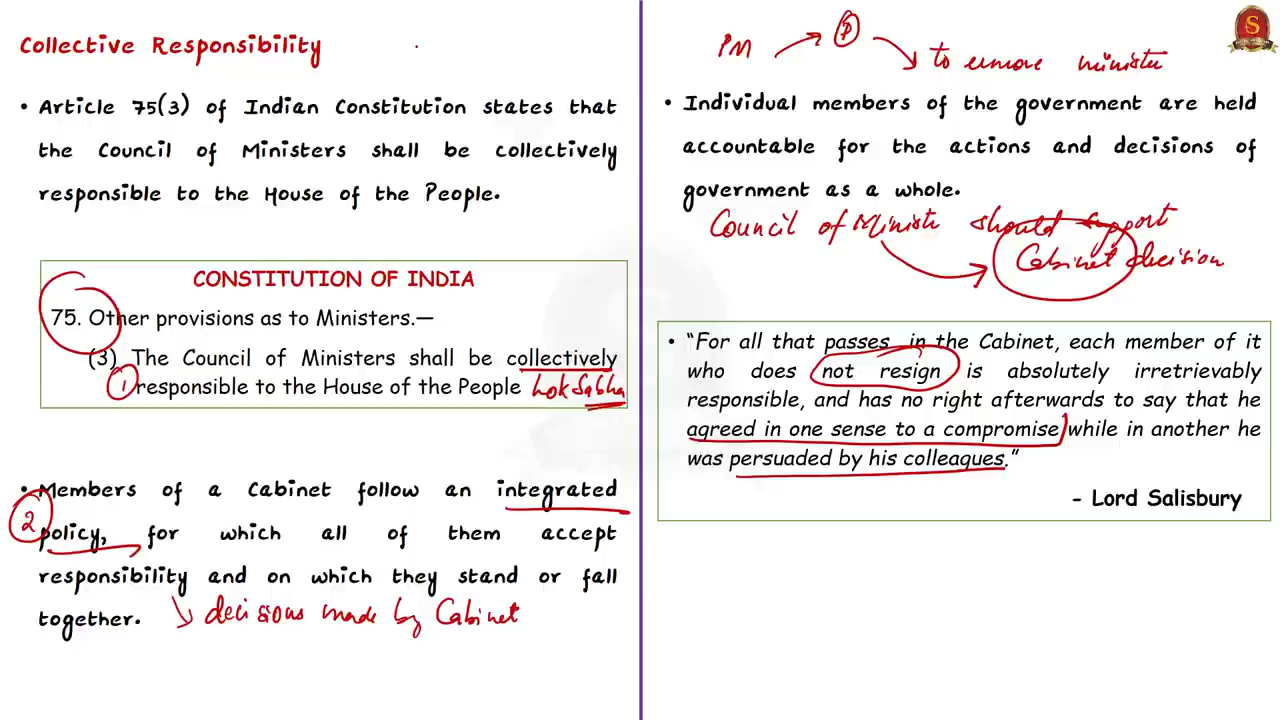 Collective Responsibility
• Article 75(3) of Indian Constitution states that
the Council of Ministers shall be collectively
responsible to the House of the People.
CONSTITUTION OF INDIA
75. Other provisions as to Ministers.—
(3) The Council of Ministers shall be collectively
1 responsible to the House of the People Lok Sabha
• Members of a Cabinet follow an integrated
2 policy, for which all of them accept
responsibility and on which they stand or fall
together. ↘ decisions made by Cabinet
PM → P → to remove minister
S
• Individual members of the government are held
accountable for the actions and decisions of
government as a whole.
Council of Ministe should support
Cabinet decision
• “For all that passes in the Cabinet, each member of it
who does not resign is absolutely irretrievably
responsible, and has no right afterwards to say that he
agreed in one sense to a compromise while in another he
was persuaded by his colleagues.”
- Lord Salisbury